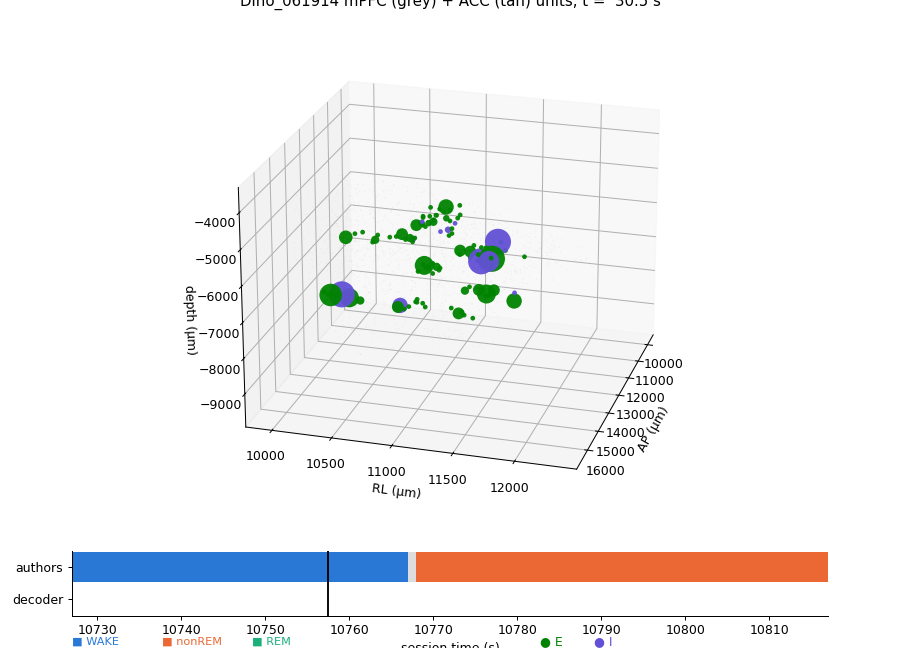 Dino_061914 mPFC (grey) + ACC (tan) units, t = 30.5 s
-4000
-5000
-6000
-7000
-8000
-9000
depth (μm)
10000
10500
11000
11500
12000
RL (μm)
10000
11000
12000
13000
14000
15000
16000
AP (μm)
authors
decoder
10730
10740
10750
10760
10770
10780
10790
10800
10810
session time (s)
WAKE
nonREM
REM
E
I